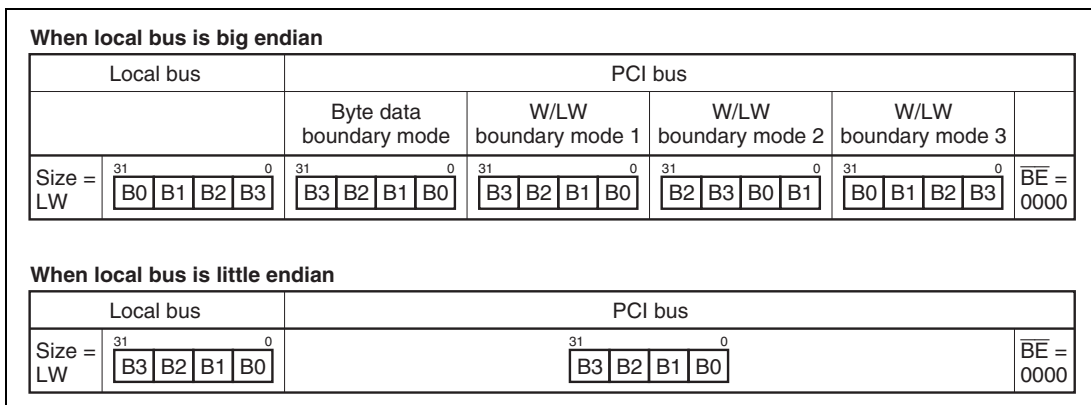 When local bus is big endian
Local bus PCI bus
Byte data boundary mode W/LW boundary mode 1 W/LW boundary mode 2 W/LW boundary mode 3
Size = LW 31 0 B0 B1 B2 B3 31 0 B3 B2 B1 B0 31 0 B3 B2 B1 B0 31 0 B2 B3 B0 B1 31 0 B0 B1 B2 B3 B̅E̅ = 0000
When local bus is little endian
Local bus PCI bus
Size = LW 31 0 B3 B2 B1 B0 31 0 B3 B2 B1 B0 B̅E̅ = 0000